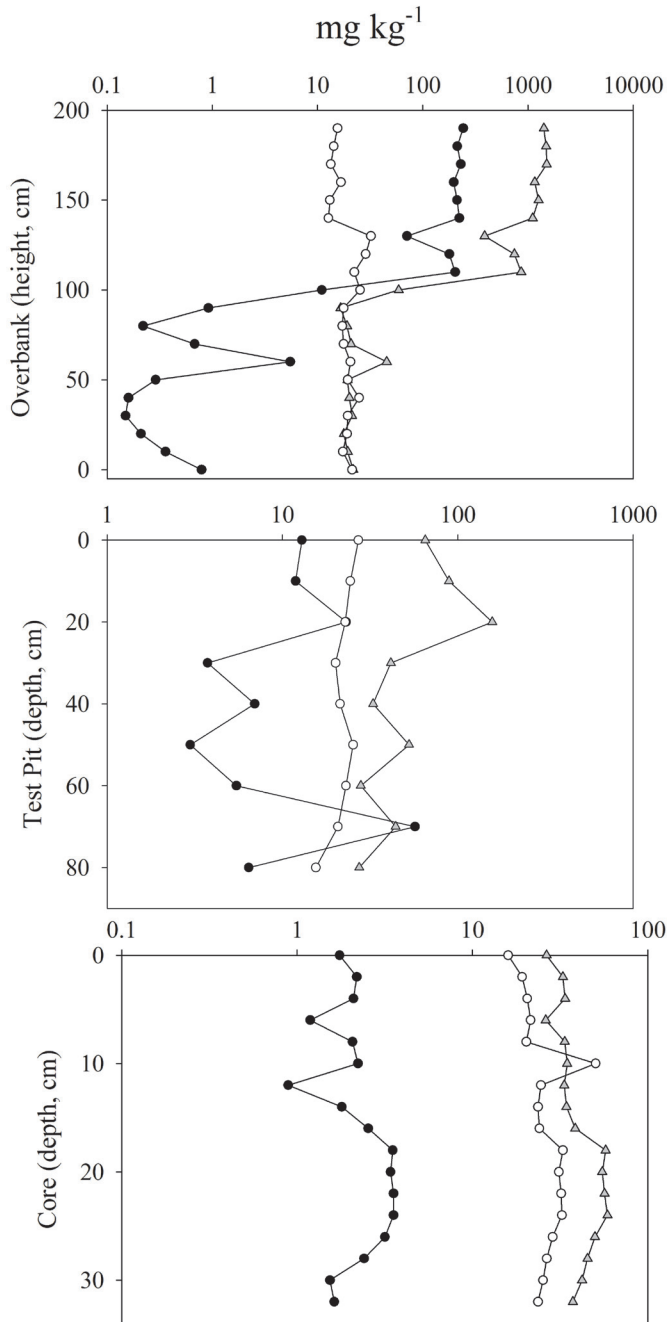 mg kg-1
0.1 1 10 100 1000 10000
200
150
100
50
0
Overbank (height, cm)
1 10 100 1000
0
20
40
60
80
Test Pit (depth, cm)
0.1 1 10 100
0
10
20
30
Core (depth, cm)